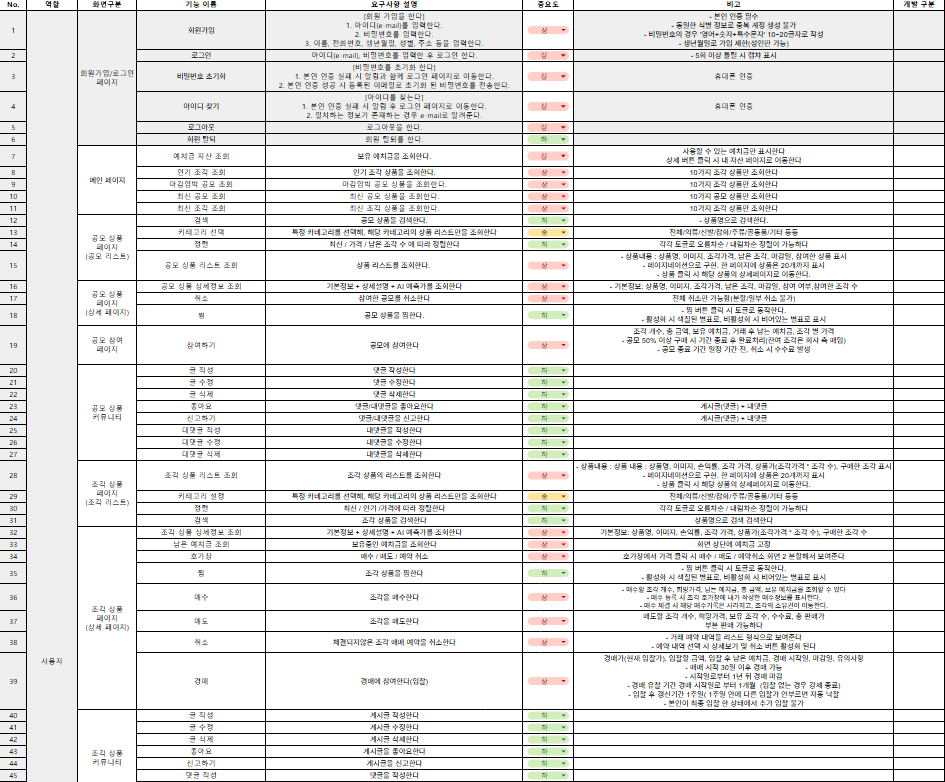 No. 역할 화면구분 기능 이름 요구사항 설명 중요도 비고 개발 구분
사용자
회원가입/로그인
페이지
1 회원가입 상
[회원 가입을 한다]
1. 아이디(e-mail)를 입력한다.
2. 비밀번호를 입력한다.
3. 이름, 전화번호, 생년월일, 성별, 주소 등을 입력한다.
- 본인 인증 필수
- 동일한 식별 정보로 중복 계정 생성 불가
- 비밀번호의 경우 '영어+숫자+특수문자' 10~20글자로 작성
- 생년월일로 가입 제한(성인만 가능)
2 로그인 아이디(e-mail), 비밀번호를 입력한 후 로그인 한다. 상 - 5회 이상 틀릴 시 캡챠 표시
3 비밀번호 초기화 상 휴대폰 인증
[비밀번호를 초기화 한다]
1. 본인 인증 실패 시 알림과 함께 로그인 페이지로 이동한다.
2. 본인 인증 성공 시 등록된 이메일로 초기화 된 비밀번호를 전송한다.
4 아이디 찾기 상 휴대폰 인증
[아이디를 찾는다]
1. 본인 인증 실패 시 알림 후 로그인 페이지로 이동한다.
2. 일치하는 정보가 존재하는 경우 e-mail로 알려준다.
5 로그아웃 로그아웃을 한다. 상
6 회원 탈퇴 회원 탈퇴를 한다. 하
메인 페이지
7 예치금 자산 조회 보유 예치금을 조회한다. 상
사용할 수 있는 예치금만 표시한다
상세 버튼 클릭 시 내 자산 페이지로 이동한다
8 인기 조각 조회 인기 조각 상품을 조회한다. 상 10가지 조각 상품만 조회한다
9 마감임박 공모 조회 마감임박 공모 상품을 조회한다. 상 10가지 조각 상품만 조회한다
10 최신 공모 조회 최신 공모 상품을 조회한다. 상 10가지 공모 상품만 조회한다
11 최신 조각 조회 최신 조각 상품을 조회한다. 상 10가지 조각 상품만 조회한다
공모 상품
페이지
(공모 리스트)
12 검색 공모 상품을 검색한다. 하 - 상품명으로 검색한다.
13 카테고리 선택 특정 카테고리를 선택해, 해당 카테고리의 상품 리스트만을 조회한다 중 전체/의류/신발/잡화/주류/골동품/기타 등등
14 정렬 최신 / 가격 / 남은 조각 수 에 따라 정렬한다 하 각각 토글로 오름차순 / 내림차순 정렬이 가능하다
15 공모 상품 리스트 조회 상품 리스트를 조회한다. 상
- 상품내용 : 상품명, 이미지, 조각가격, 남은 조각, 마감일, 참여한 상품 표시
- 페이지네이션으로 구현. 한 페이지에 상품은 20개까지 표시
- 상품 클릭 시 해당 상품의 상세페이지로 이동한다.
공모 상품
페이지
(상세 페이지)
16 공모 상품 상세정보 조회 기본정보 + 상세설명 + AI 예측가를 조회한다 상 - 기본정보: 상품명, 이미지, 조각가격, 남은 조각, 마감일, 참여 여부,참여한 조각 수
17 취소 참여한 공모를 취소한다 상 전체 취소만 가능함(분할/일부 취소 불가)
18 찜 공모 상품을 찜한다. 하
- 찜 버튼 클릭 시 토글로 동작한다.
- 활성화 시 색칠된 별표로, 비활성화 시 비어있는 별표로 표시
공모 참여
페이지
19 참여하기 공모에 참여한다 상
조각 개수, 총 금액, 보유 예치금, 거래 후 남는 예치금, 조각 별 가격
- 공모 50% 이상 구매 시 기간 종료 후 완료처리(잔여 조각은 회사 측 매입)
- 공모 종료 기간 일정 기간 전, 취소 시 수수료 발생
공모 상품
커뮤니티
20 글 작성 댓글 작성한다 하
21 글 수정 댓글 수정한다 하
22 글 삭제 댓글 삭제한다 하
23 좋아요 댓글/대댓글을 좋아요한다 하 게시글(댓글) + 대댓글
24 신고하기 댓글/대댓글을 신고한다 하 게시글(댓글) + 대댓글
25 대댓글 작성 대댓글을 작성한다 하
26 대댓글 수정 대댓글을 수정한다 하
27 대댓글 삭제 대댓글을 삭제한다 하
조각 상품
페이지
(조각 리스트)
28 조각 상품 리스트 조회 조각 상품의 리스트를 조회한다 상
- 상품내용 : 상품 내용 : 상품명, 이미지, 손익률, 조각 가격, 상품가(조각가격 * 조각 수), 구매한 조각 표시
- 페이지네이션으로 구현. 한 페이지에 상품은 20개까지 표시
- 상품 클릭 시 해당 상품의 상세페이지로 이동한다.
29 카테고리 설정 특정 카테고리를 선택해, 해당 카테고리의 상품 리스트만을 조회한다 중 전체/의류/신발/잡화/주류/골동품/기타 등등
30 정렬 최신 / 인기 /가격에 따라 정렬한다 하 각각 토글로 오름차순 / 내림차순 정렬이 가능하다
31 검색 조각 상품을 검색한다 하 상품명으로 검색 검색한다
조각 상품
페이지
(상세 페이지)
32 조각 상품 상세정보 조회 기본정보 + 상세설명 + AI 예측가를 조회한다 상 기본정보: 상품명, 이미지, 손익률, 조각 가격, 상품가(조각가격 * 조각 수), 구매한 조각 수
33 남은 예치금 조회 보유중인 예치금을 조회한다 상 화면 상단에 예치금 고정
34 호가창 매수 / 매도 / 예약 취소 상 호가창에서 가격 클릭 시 매수 / 매도 / 예약취소 화면 2 분할해서 보여준다
35 찜 조각 상품을 찜한다 하
- 찜 버튼 클릭 시 토글로 동작한다.
- 활성화 시 색칠된 별표로, 비활성화 시 비어있는 별표로 표시
36 매수 조각을 매수한다 상
- 매수할 조각 개수, 희망가격, 남는 예치금, 총 금액, 보유 예치금을 조회할 수 있다
- 매수 등록 시 조각 호가창에 내가 작성한 매수정보를 표시한다.
- 매수 체결 시 해당 매수기록은 사라지고, 조각의 소유권이 이동한다.
37 매도 조각을 매도한다 상
매도할 조각 개수, 희망가격, 보유 조각 수, 수수료, 총 판매가
부분 판매 가능하다
38 취소 체결되지않은 조각 매매 예약을 취소한다 상
- 거래 예약 내역을 리스트 형식으로 보여준다
- 예약 내역 선택 시 상세보기 및 취소 버튼 활성화 된다
39 경매 경매에 참여한다(입찰) 상
경매가(현재 입찰가), 입찰할 금액, 입찰 후 남은 예치금, 경매 시작일, 마감일, 유의사항
- 매매 시작 30일 이후 경매 가능
- 시작일로부터 1년 뒤 경매 마감
- 경매 유찰 기간 경매 시작일로 부터 1개월 (입찰 없는 경우 강제 종료)
- 입찰 후 갱신기간 1주일( 1주일 안에 다른 입찰가 안부르면 자동 낙찰
- 본인이 최종 입찰 한 상태에서 추가 입찰 불가
조각 상품
커뮤니티
40 글 작성 게시글 작성한다 하
41 글 수정 게시글 수정한다 하
42 글 삭제 게시글 삭제한다 하
43 좋아요 게시글을 좋아요한다 하
44 신고하기 게시글을 신고한다 하
45 댓글 작성 댓글을 작성한다 하